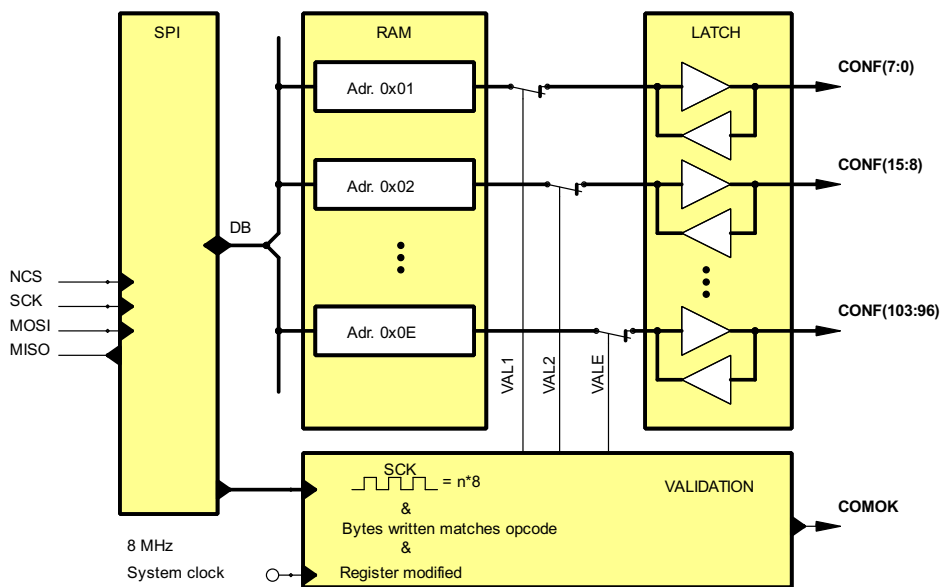 SPI
RAM
LATCH
Adr. 0x01
CONF(7:0)
Adr. 0x02
CONF(15:8)
DB
NCS
SCK
MOSI
MISO
Adr. 0x0E
CONF(103:96)
VAL1
VAL2
VALE
SCK
= n*8
VALIDATION
&
Bytes written matches opcode
COMOK
&
8 MHz
System clock
Register modified